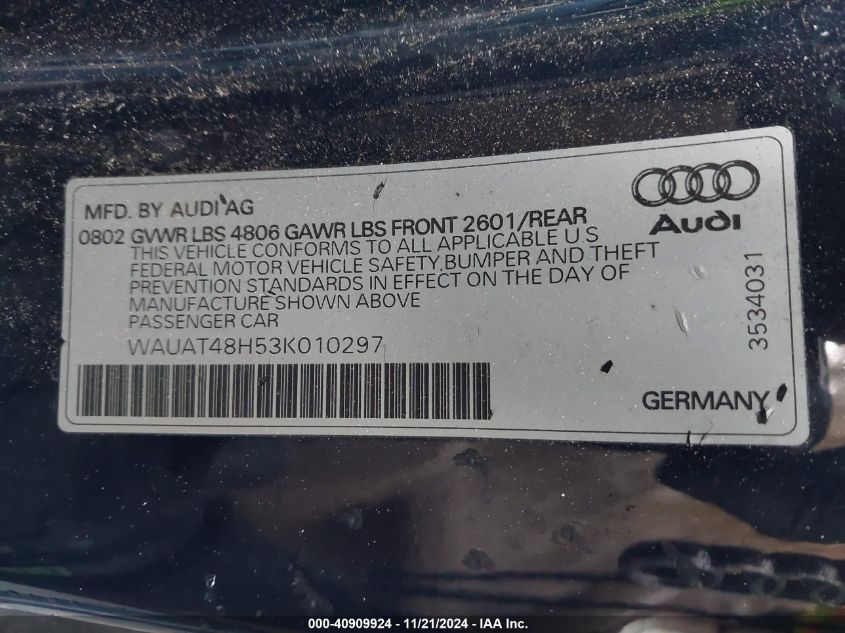 MFD. BY AUDI AG
0802 GVWR LBS 4806 GAWR LBS FRONT 2601/REAR
THIS VEHICLE CONFORMS TO ALL APPLICABLE U S
FEDERAL MOTOR VEHICLE SAFETY, BUMPER AND THEFT
PREVENTION STANDARDS IN EFFECT ON THE DAY OF
MANUFACTURE SHOWN ABOVE
PASSENGER CAR
WAUAT48H53K010297
Audi
3534031
GERMANY
000-40909924 - 11/21/2024 - IAA Inc.